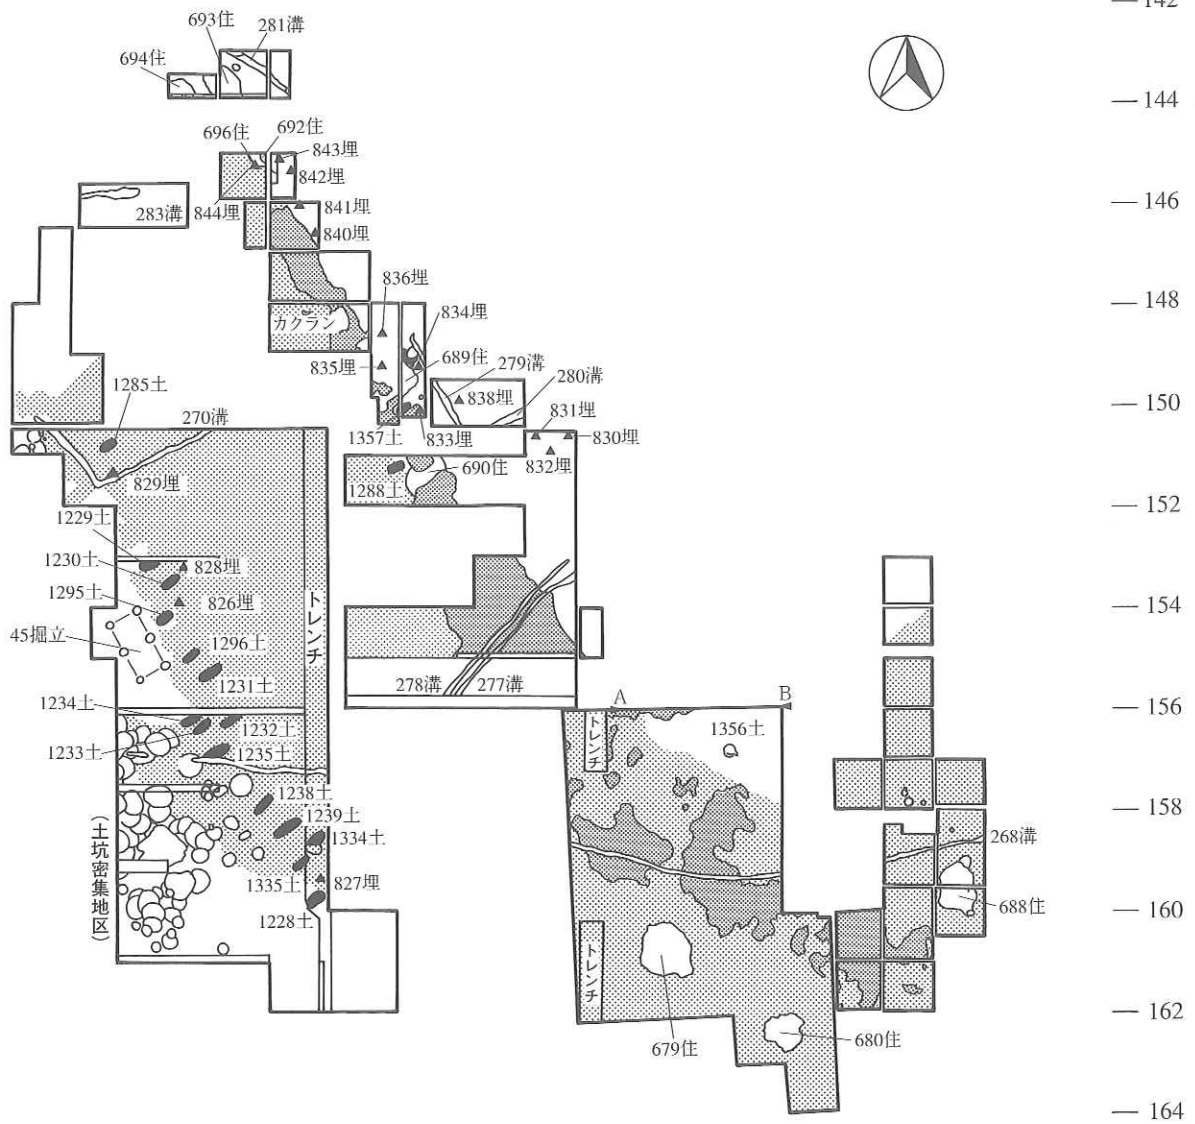 142
693住
281溝
694住
144
692住
696住
843埋
842埋
146
283溝
844埋
841埋
840埋
836埋
148
834埋
カクラン
689住
279溝
835埋
280溝
1285土
838埋
150
270溝
831埋
1357土
833埋
830埋
832埋
690住
829埋
1288土
152
1229土
1230土
828埋
1295土
826埋
トレンチ
154
45掘立
1296土
1231土
278溝
277溝
1234土
A
B
156
1232土
トレンチ
1356土
1233土
1235土
1238土
158
1239土
1334土
268溝
(土坑密集地区)
1335土
827埋
688住
1228土
160
トレンチ
162
679住
680住
164